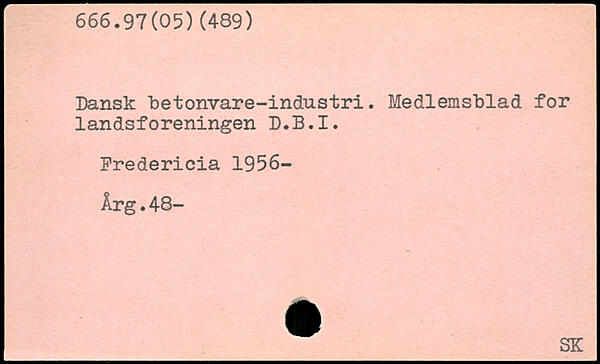 666.97(05)(489)
Dansk betonvare-industri. Medlemsblad for
landsforeningen D.B.I.
Fredericia 1956-
Årg.48-
SK